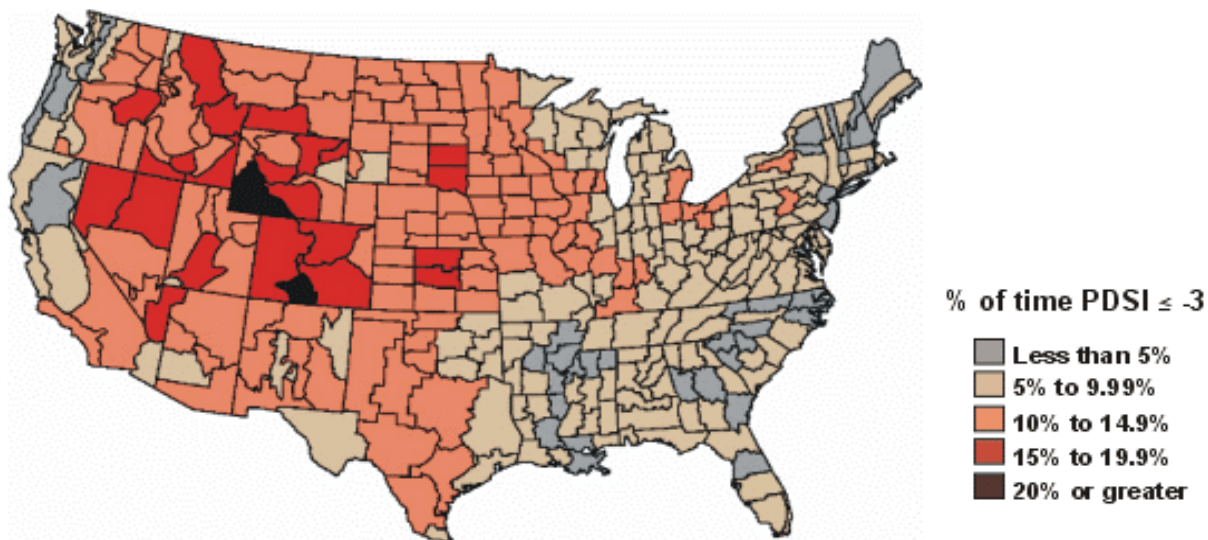 % of time PDSI ≤ -3
Less than 5%
5% to 9.99%
10% to 14.9%
15% to 19.9%
20% or greater